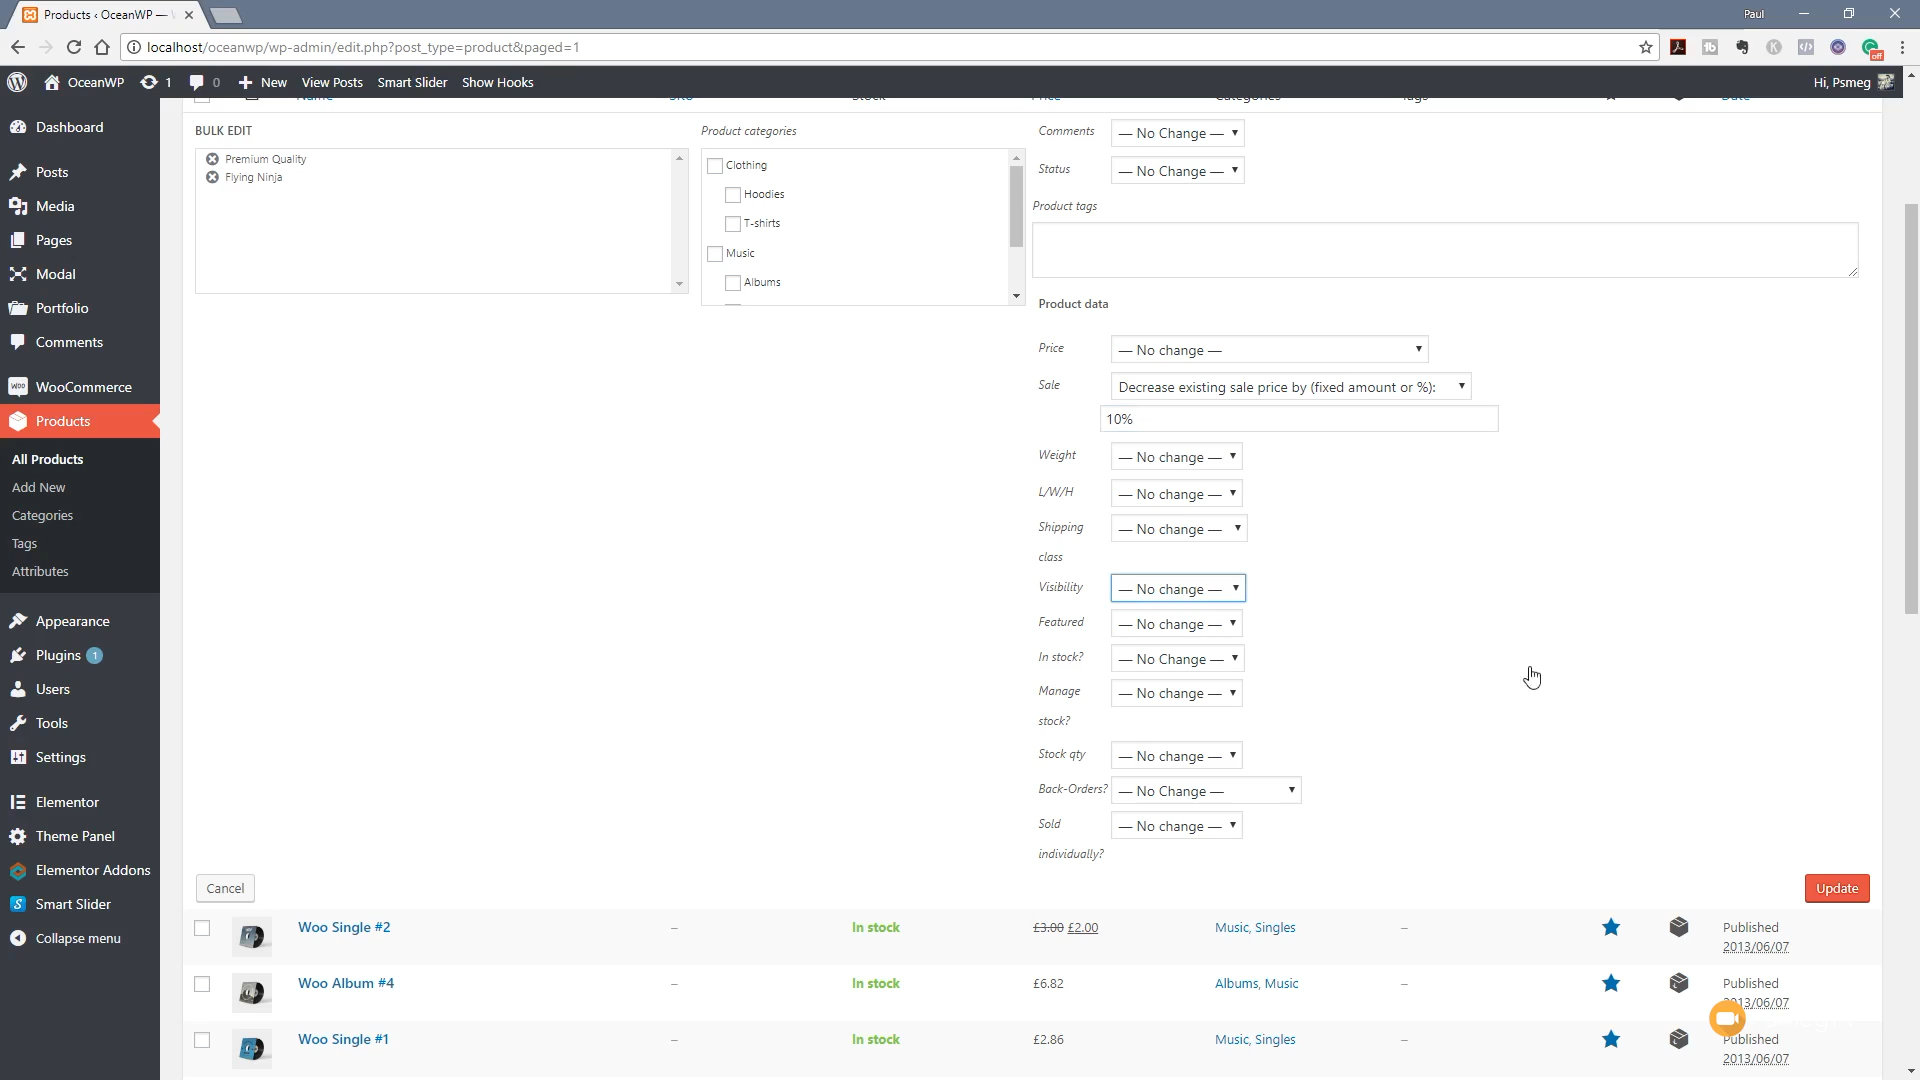 Products ‹ OceanWP —
Paul
localhost/oceanwp/wp-admin/edit.php?post_type=product&paged=1
off
OceanWP
1
0
New
View Posts
Smart Slider
Show Hooks
Hi, Psmeg
Name
SKU
Stock
Price
Categories
Tags
Date
Dashboard
Posts
Media
Pages
Modal
Portfolio
Comments
WooCommerce
Products
All Products
Add New
Categories
Tags
Attributes
Appearance
Plugins 1
Users
Tools
Settings
Elementor
Theme Panel
Elementor Addons
Smart Slider
Collapse menu
BULK EDIT
Premium Quality
Flying Ninja
Product categories
Clothing
Hoodies
T-shirts
Music
Albums
Comments — No Change —
Status — No Change —
Product tags
Product data
Price — No change —
Sale Decrease existing sale price by (fixed amount or %):
10%
Weight — No change —
L/W/H — No change —
Shipping — No change —
class
Visibility — No change —
Featured — No change —
In stock? — No Change —
Manage — No change —
stock?
Stock qty — No change —
Back-Orders? — No Change —
Sold — No change —
individually?
Cancel
Update
Woo Single #2 – In stock £3.00 £2.00 Music, Singles – Published
2013/06/07
Woo Album #4 – In stock £6.82 Albums, Music – Published
2013/06/07
Woo Single #1 – In stock £2.86 Music, Singles – Published
2013/06/07